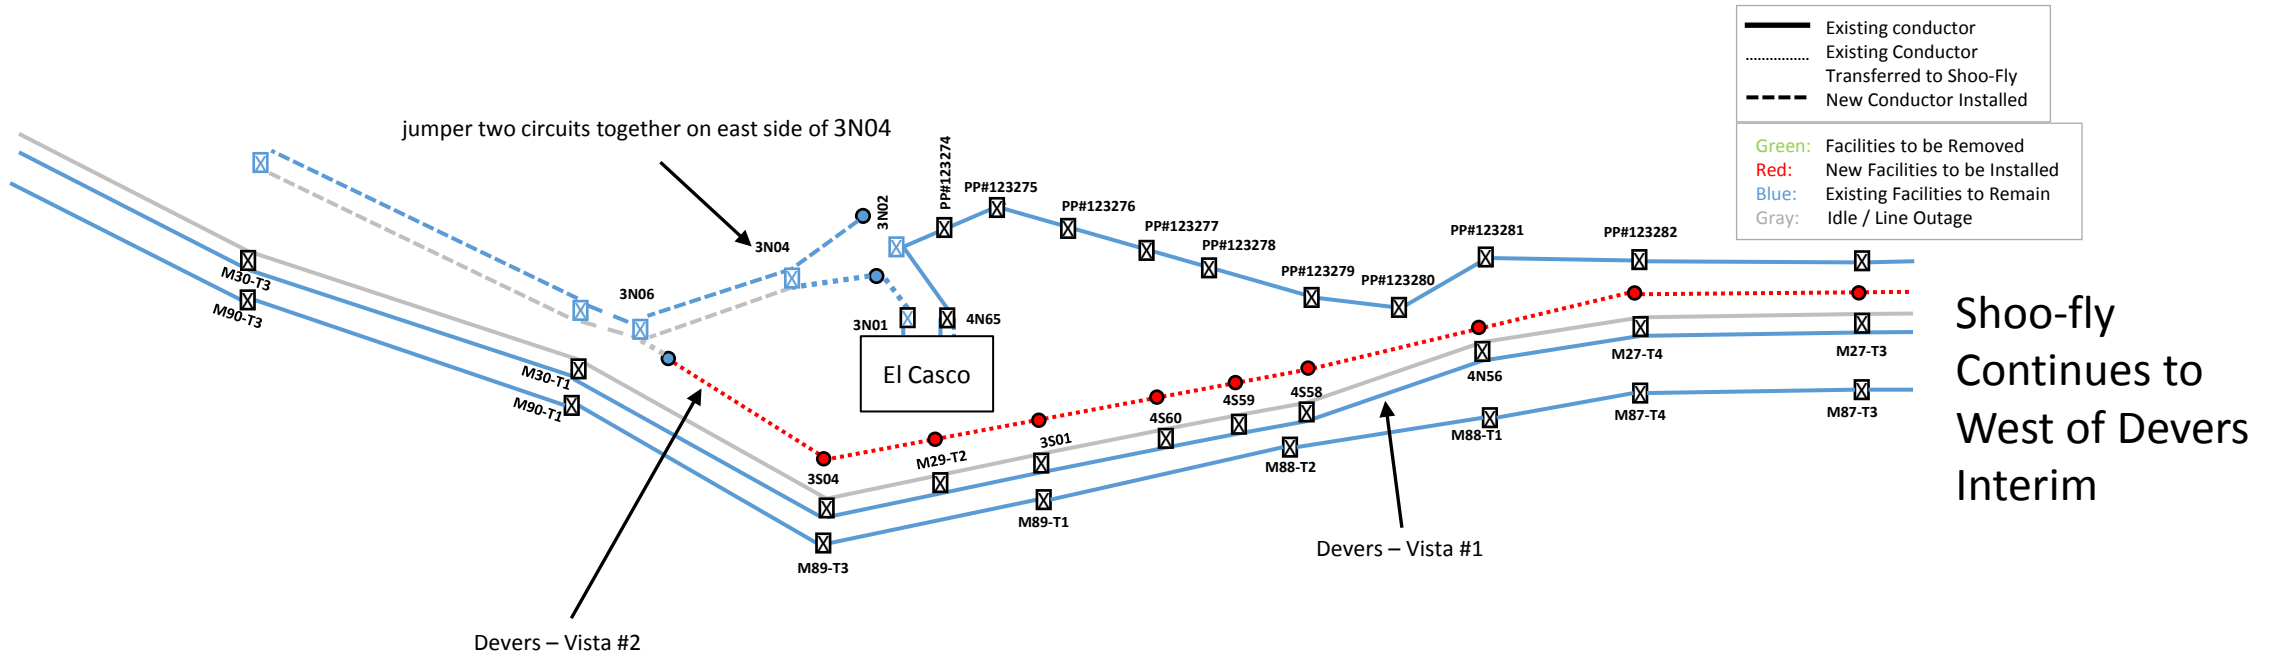 Existing conductor
Existing Conductor
Transferred to Shoo-Fly
New Conductor Installed
Green: Facilities to be Removed
Red: New Facilities to be Installed
Blue: Existing Facilities to Remain
Gray: Idle / Line Outage
jumper two circuits together on east side of 3N04
PP#123274
PP#123275
PP#123276
PP#123277
PP#123278
PP#123279
PP#123280
PP#123281
PP#123282
3N02
3N04
3N06
3N01
4N65
El Casco
M30-T3
M90-T3
M30-T1
M90-T1
3S04
M29-T2
3S01
4S60
4S59
4S58
4N56
M27-T4
M27-T3
M89-T3
M89-T1
M88-T2
M88-T1
M87-T4
M87-T3
Devers – Vista #1
Devers – Vista #2
Shoo-fly
Continues to
West of Devers
Interim